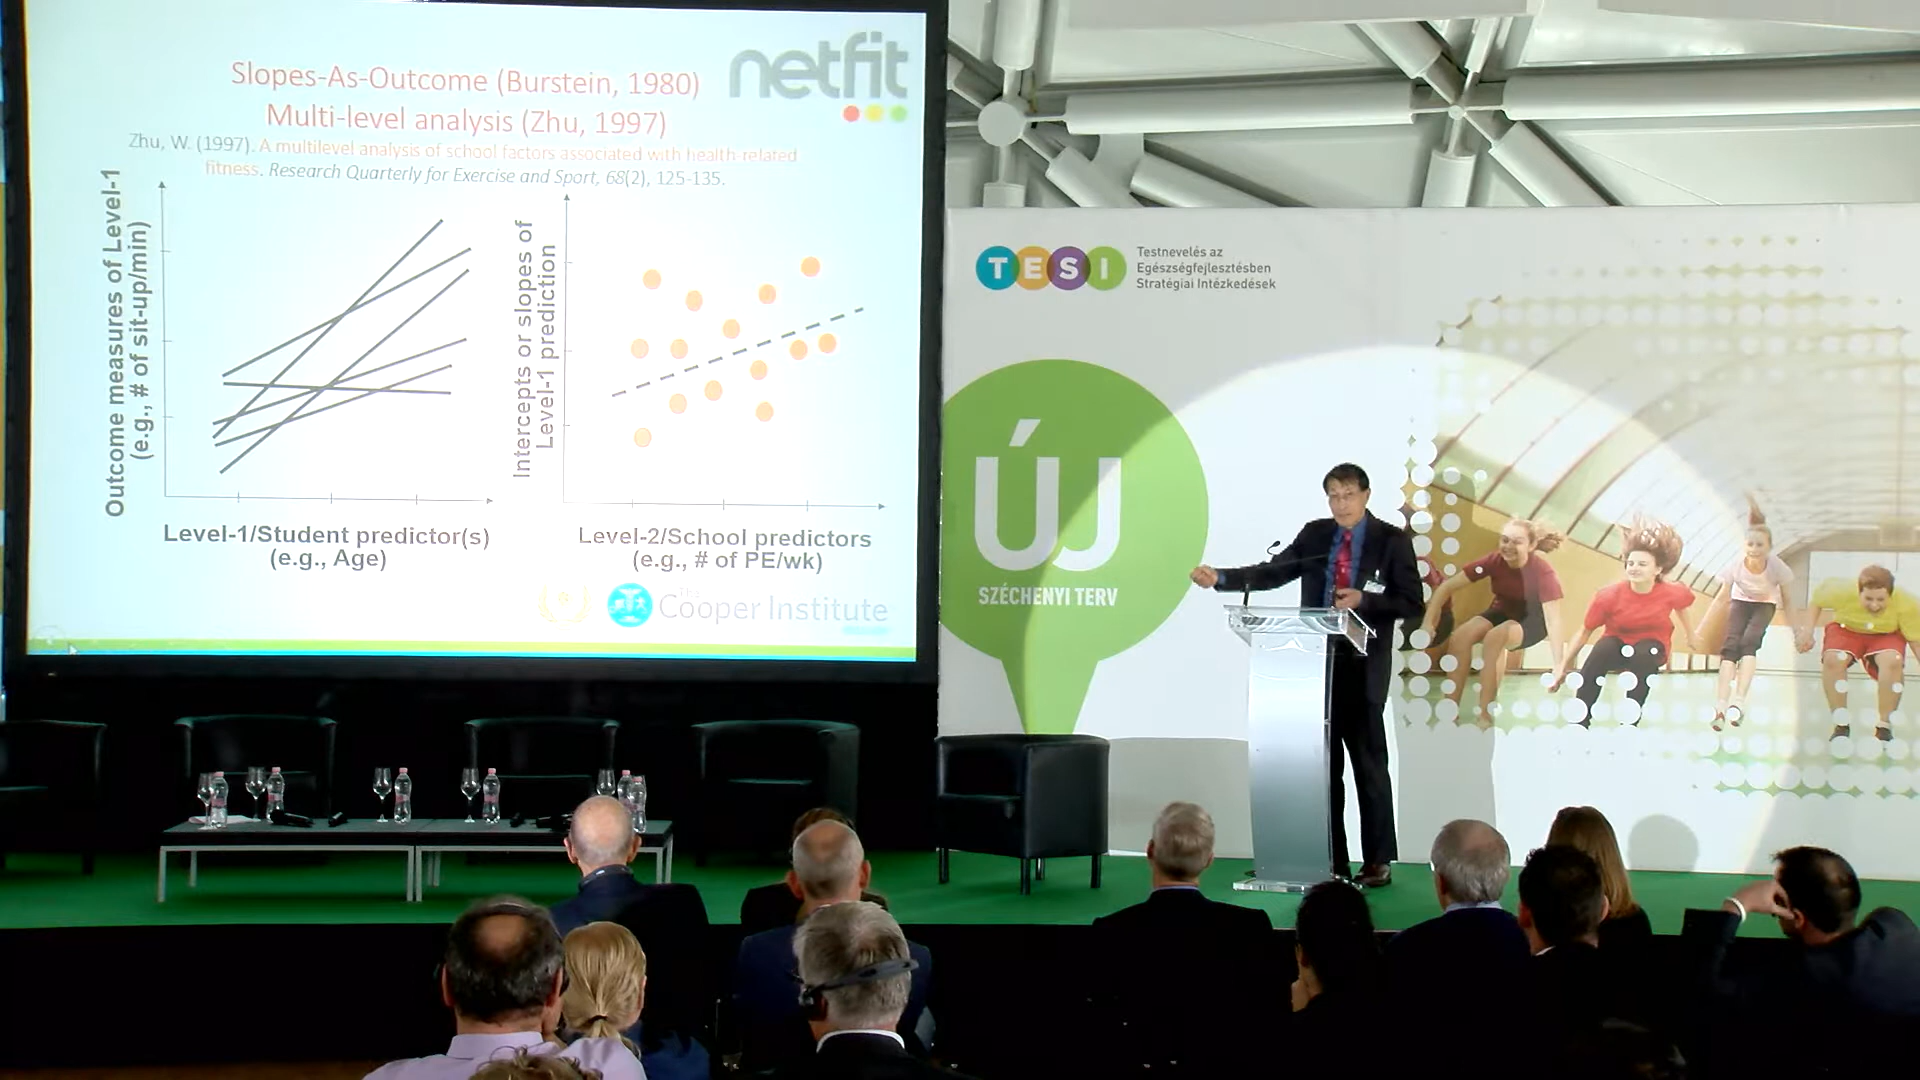 netfit
Slopes-As-Outcome (Burstein, 1980)
Multi-level analysis (Zhu, 1997)
Zhu, W. (1997). A multilevel analysis of school factors associated with health-related
fitness. Research Quarterly for Exercise and Sport, 68(2), 125-135.
Outcome measures of Level-1
(e.g., # of sit-up/min)
Level-1/Student predictor(s)
(e.g., Age)
Intercepts or slopes of
Level-1 prediction
Level-2/School predictors
(e.g., # of PE/wk)
The
Cooper Institute
TESI
Testnevelés az
Egészségfejlesztésben
Stratégiai Intézkedések
ÚJ
SZÉCHENYI TERV